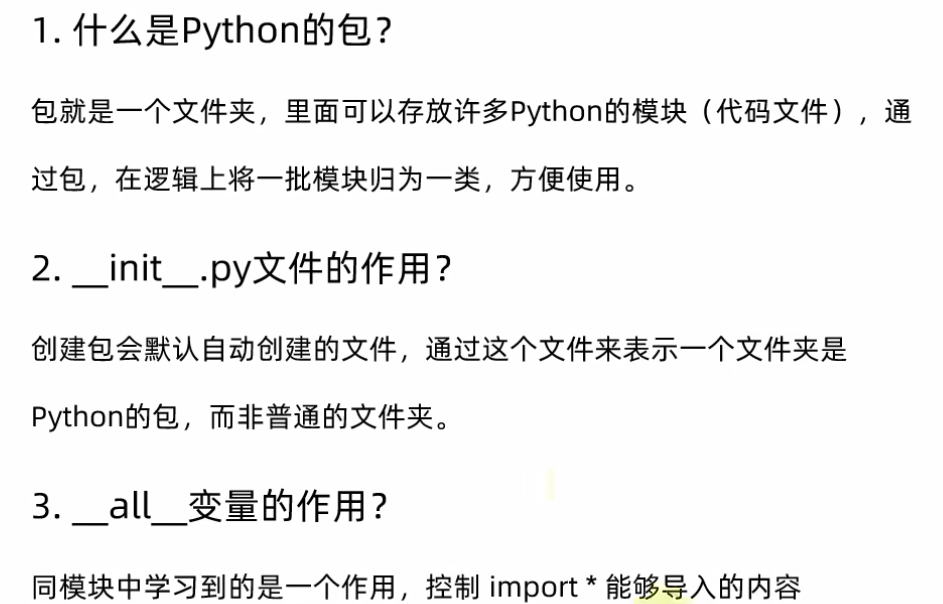 1. 什么是Python的包？
包就是一个文件夹，里面可以存放许多Python的模块（代码文件），通
过包，在逻辑上将一批模块归为一类，方便使用。
2. __init__.py文件的作用？
创建包会默认自动创建的文件，通过这个文件来表示一个文件夹是
Python的包，而非普通的文件夹。
3. __all__变量的作用？
同模块中学习到的是一个作用，控制 import * 能够导入的内容